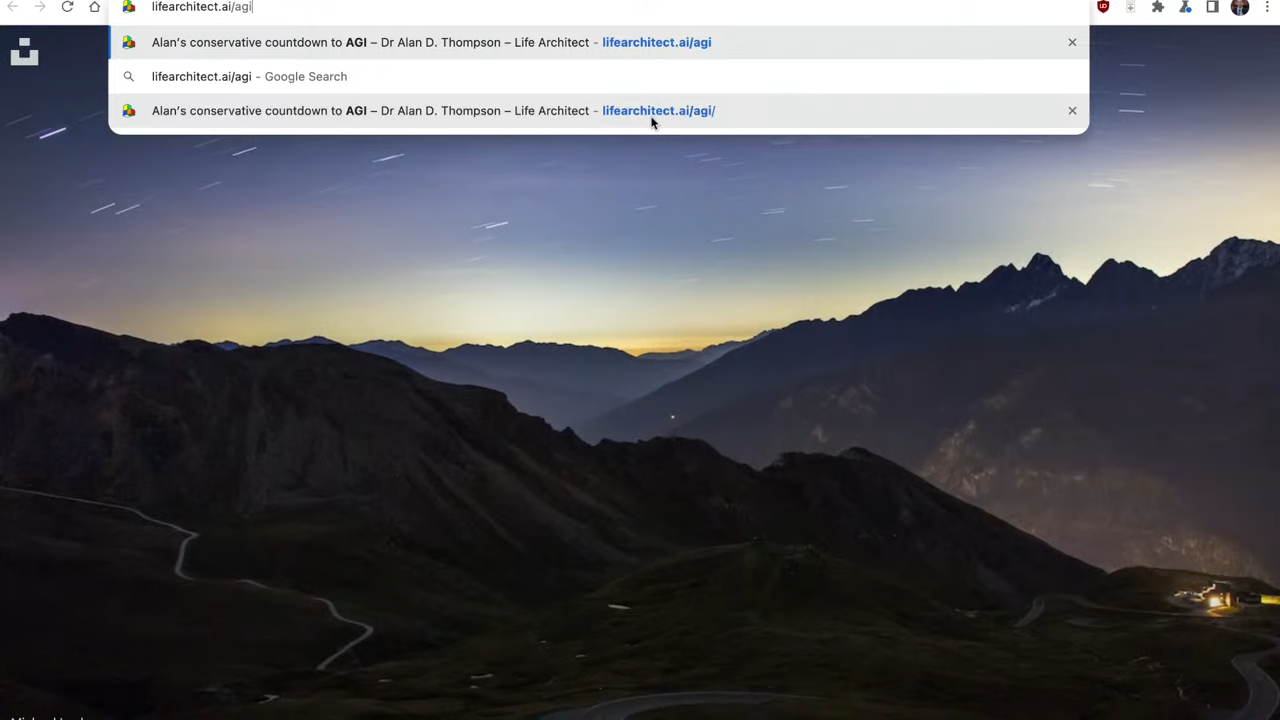 lifearchitect.ai/agi
Alan's conservative countdown to AGI – Dr Alan D. Thompson – Life Architect - lifearchitect.ai/agi
lifearchitect.ai/agi - Google Search
Alan's conservative countdown to AGI – Dr Alan D. Thompson – Life Architect - lifearchitect.ai/agi/